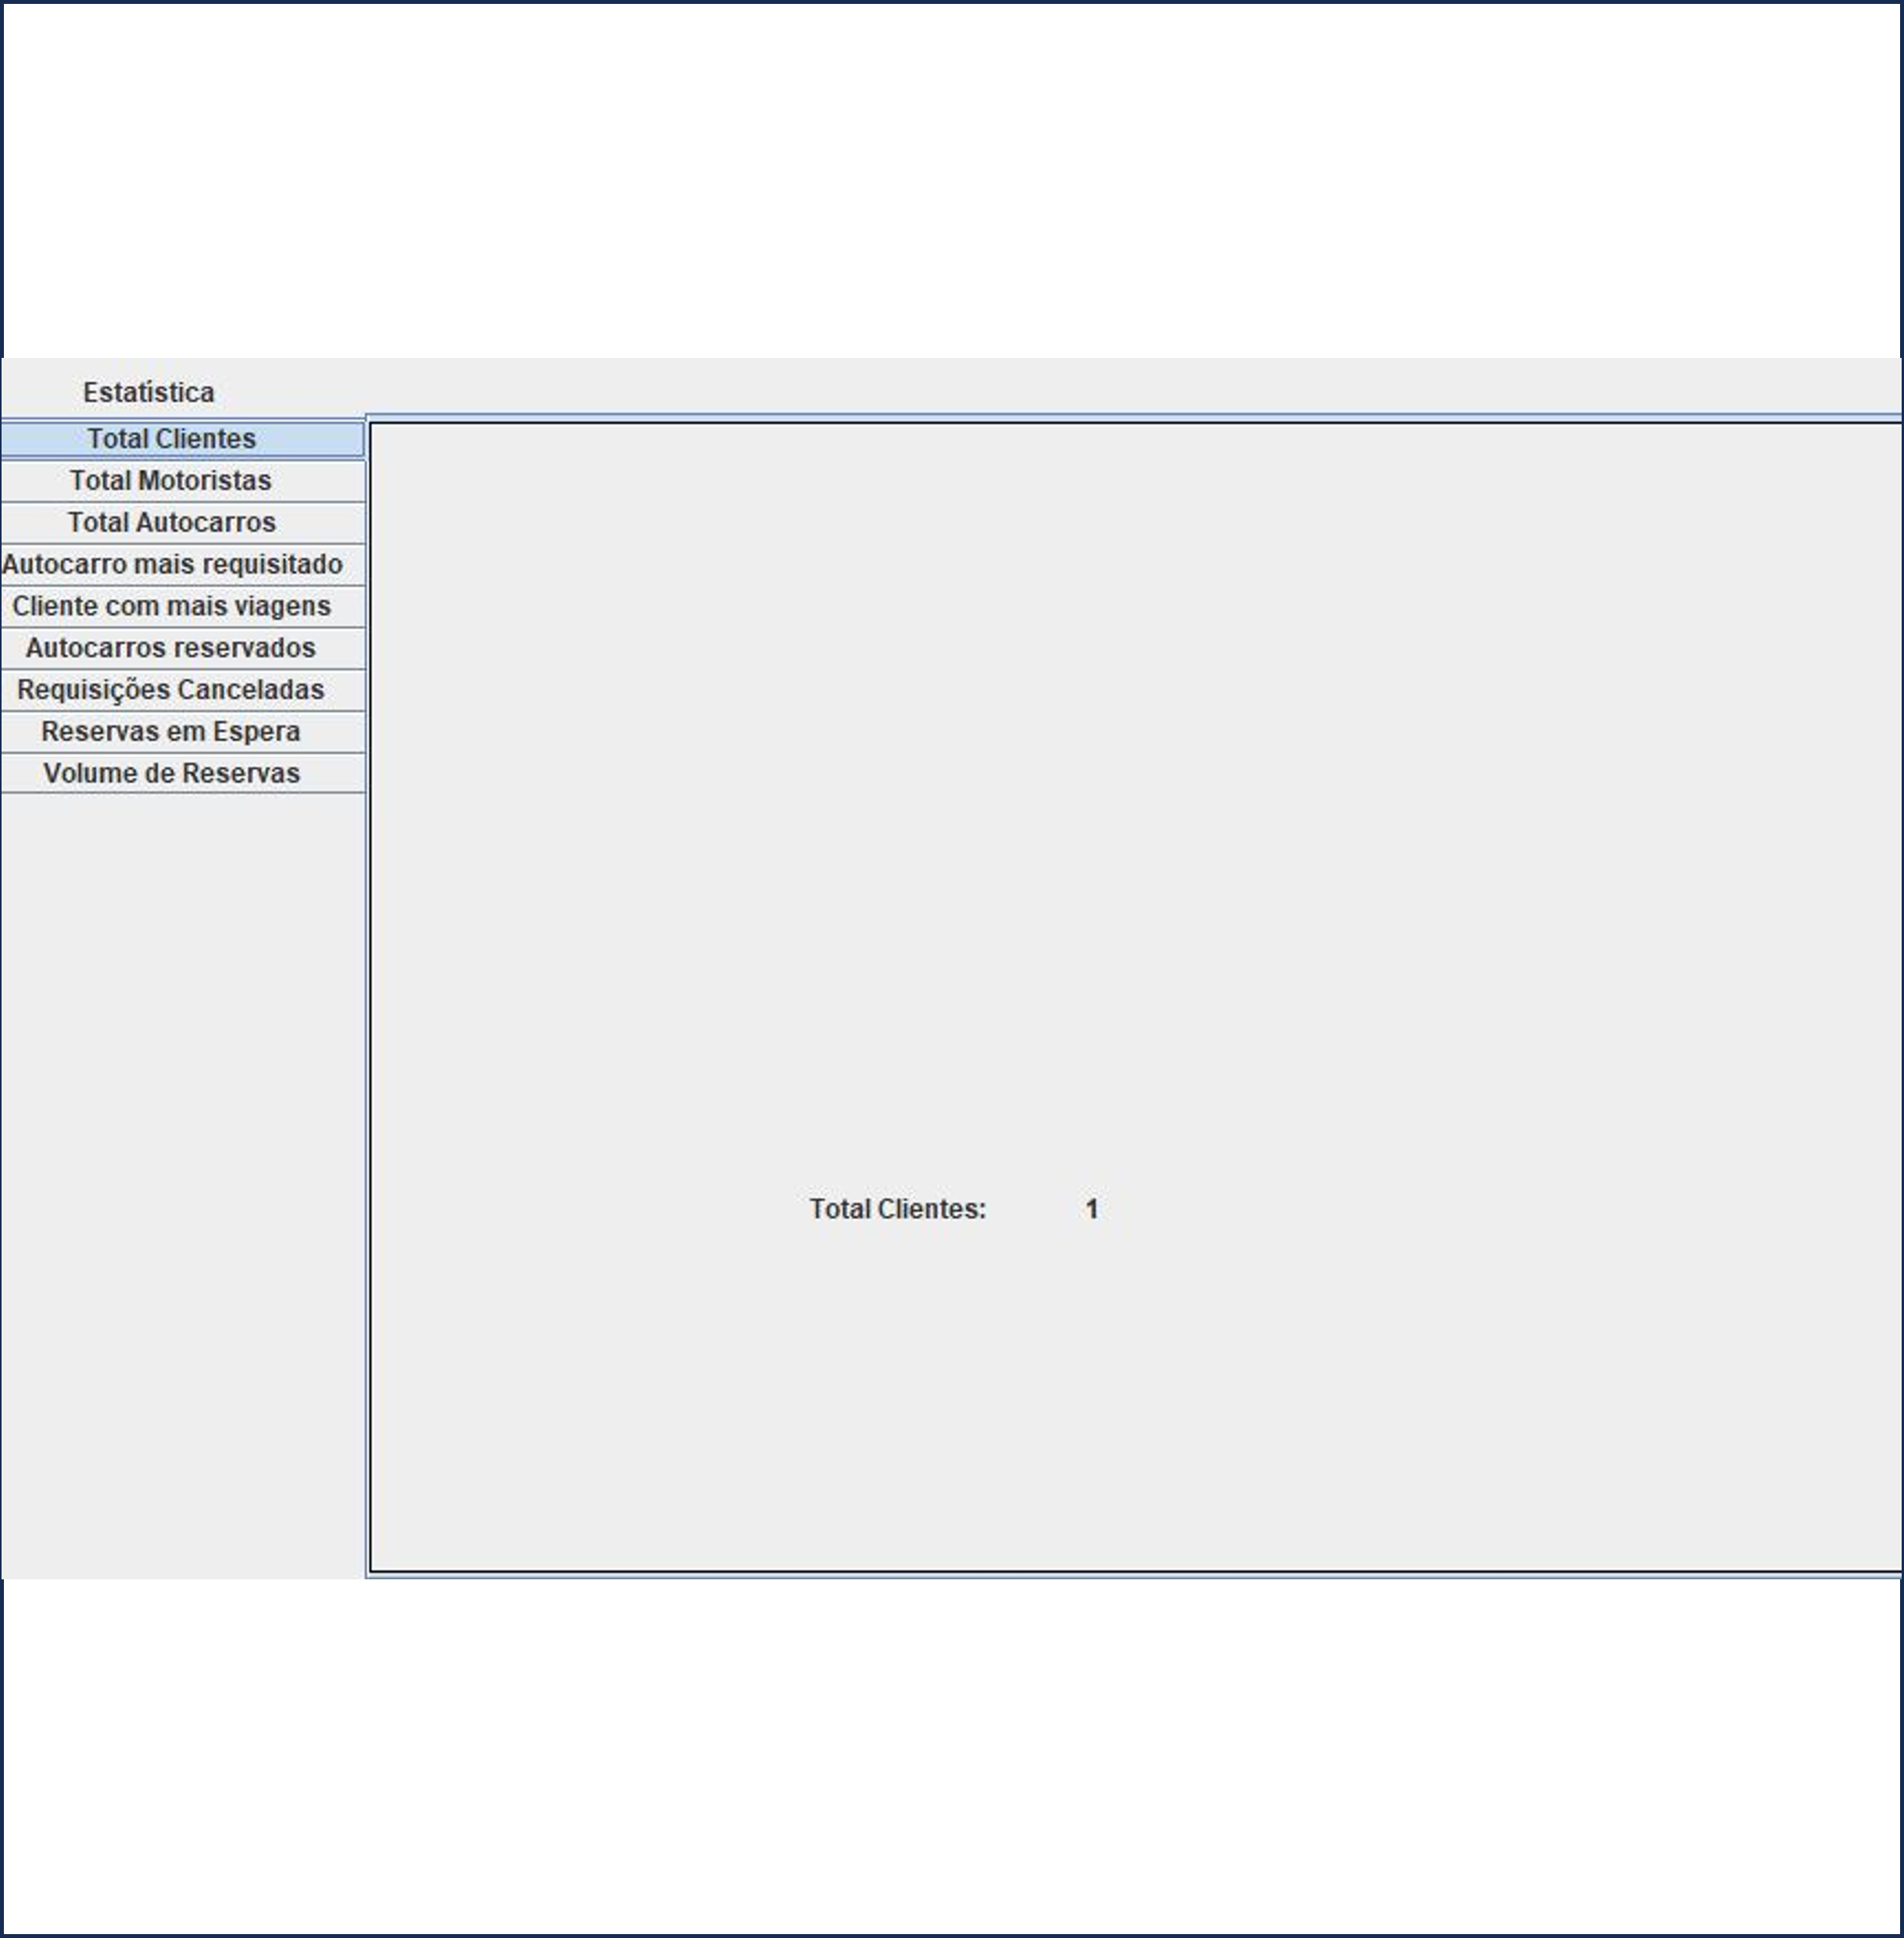 Estatística
Total Clientes
Total Motoristas
Total Autocarros
Autocarro mais requisitado
Cliente com mais viagens
Autocarros reservados
Requisições Canceladas
Reservas em Espera
Volume de Reservas
Total Clientes: 1